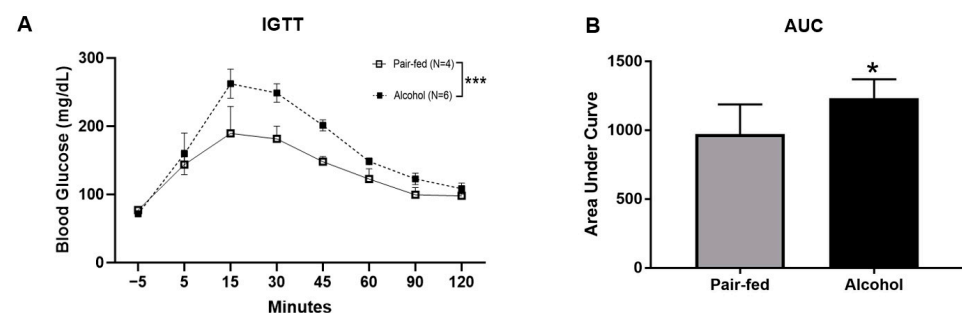 A
IGTT
Blood Glucose (mg/dL)
300
200
100
0
−5 5 15 30 45 60 90 120
Minutes
Pair-fed (N=4)
Alcohol (N=6)
***
B
AUC
Area Under Curve
1500
1000
500
0
*
Pair-fed Alcohol